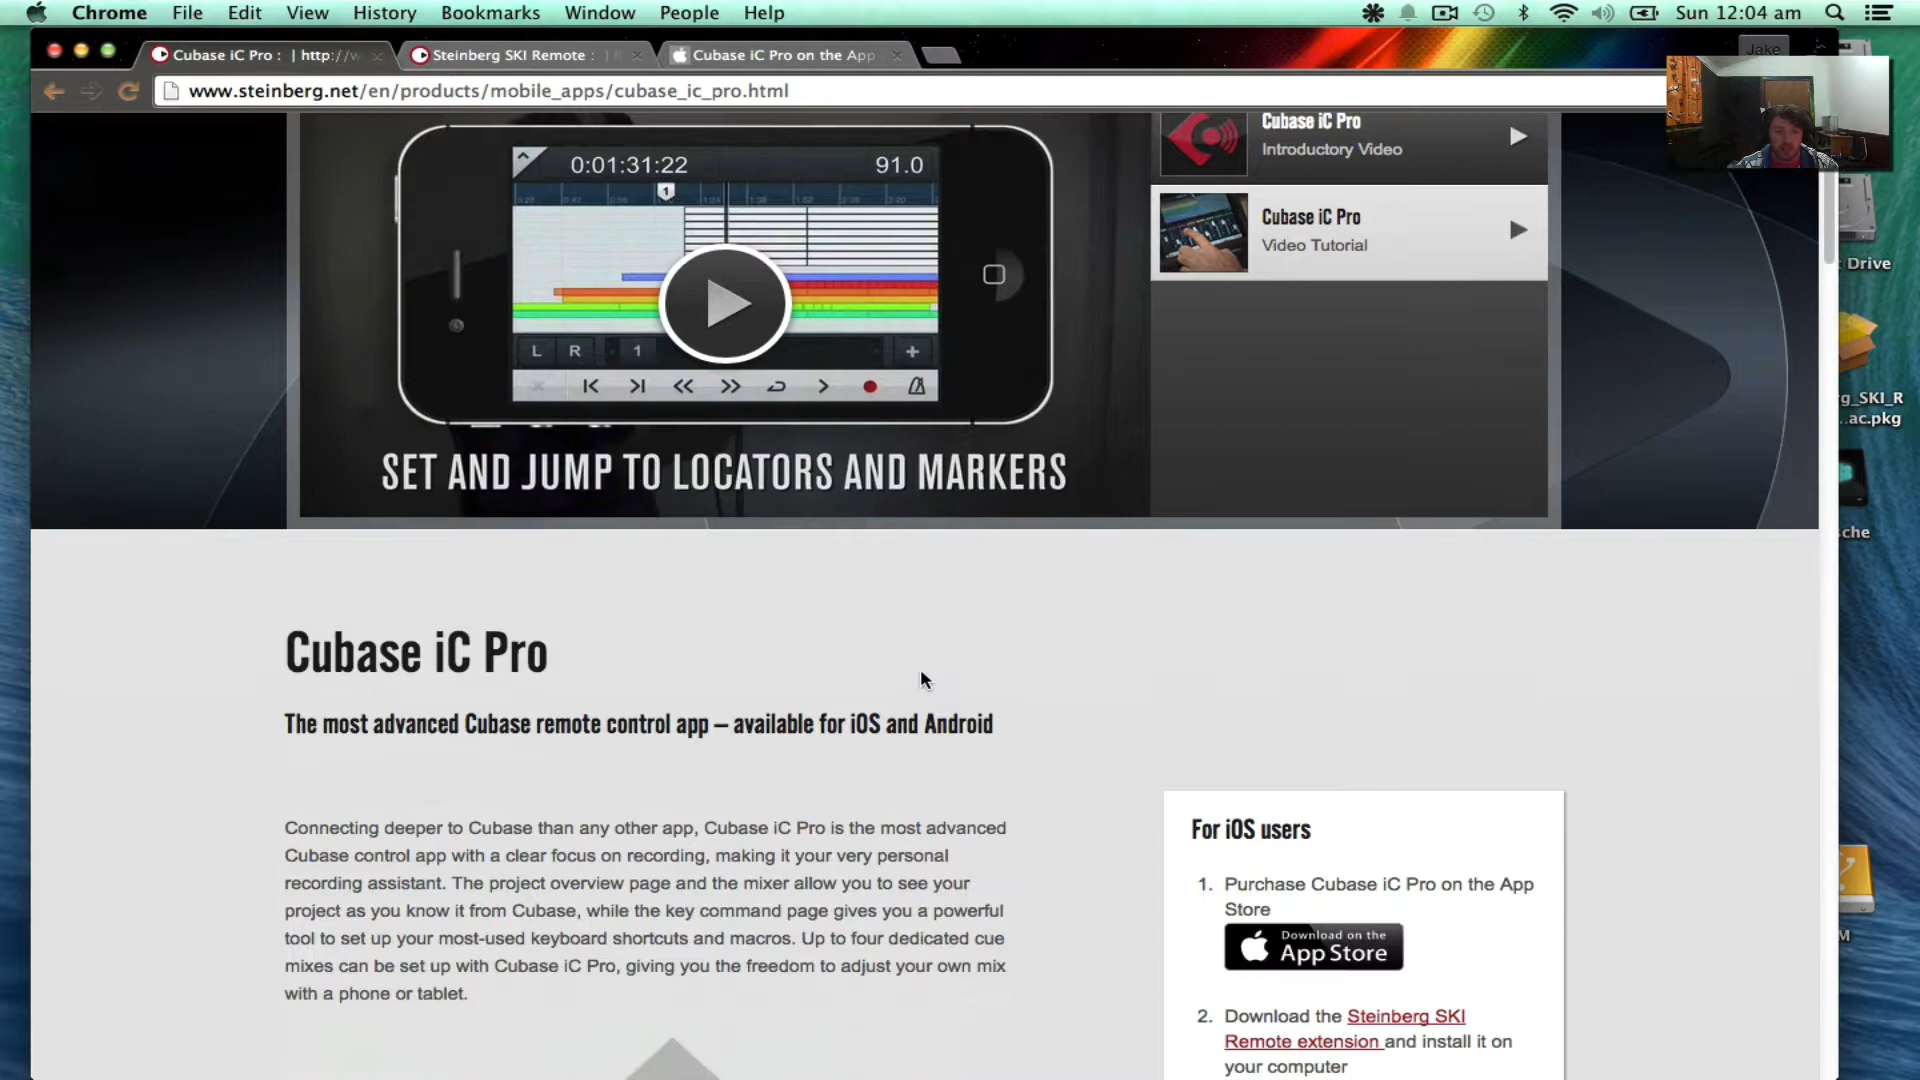 Chrome File Edit View History Bookmarks Window People Help Sun 12:04 am
Cubase iC Pro : | http://w Steinberg SKI Remote : | Cubase iC Pro on the App Jake
www.steinberg.net/en/products/mobile_apps/cubase_ic_pro.html
Cubase iC Pro
Introductory Video
0:01:31:22 91.0
1
Cubase iC Pro
Video Tutorial
L R 1 +
SET AND JUMP TO LOCATORS AND MARKERS
Drive
g_SKI_R
...ac.pkg
sche
M
Cubase iC Pro
The most advanced Cubase remote control app – available for iOS and Android
Connecting deeper to Cubase than any other app, Cubase iC Pro is the most advanced
Cubase control app with a clear focus on recording, making it your very personal
recording assistant. The project overview page and the mixer allow you to see your
project as you know it from Cubase, while the key command page gives you a powerful
tool to set up your most-used keyboard shortcuts and macros. Up to four dedicated cue
mixes can be set up with Cubase iC Pro, giving you the freedom to adjust your own mix
with a phone or tablet.
For iOS users
1. Purchase Cubase iC Pro on the App
Store
Download on the
App Store
2. Download the Steinberg SKI
Remote extension and install it on
your computer